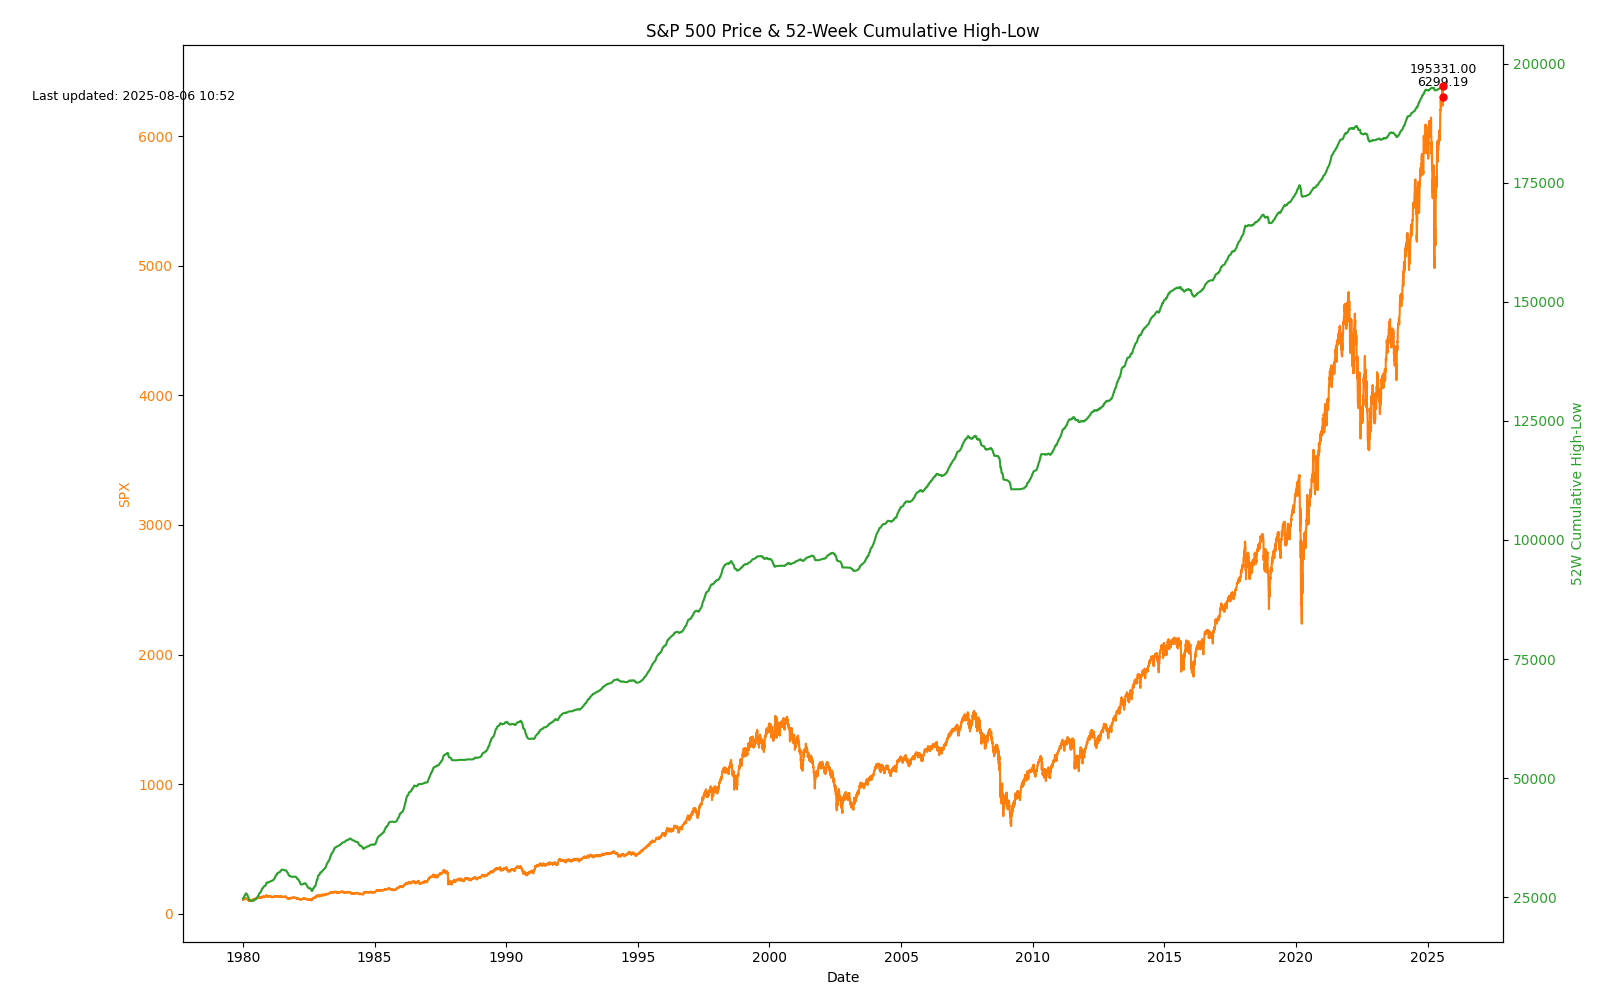 S&P 500 Price & 52-Week Cumulative High-Low
195331.00
6299.19
Last updated: 2025-08-06 10:52
200000
6000
175000
5000
150000
4000
125000
SPX
52W Cumulative High-Low
3000
100000
2000
75000
1000
50000
0
25000
1980 1985 1990 1995 2000 2005 2010 2015 2020 2025
Date